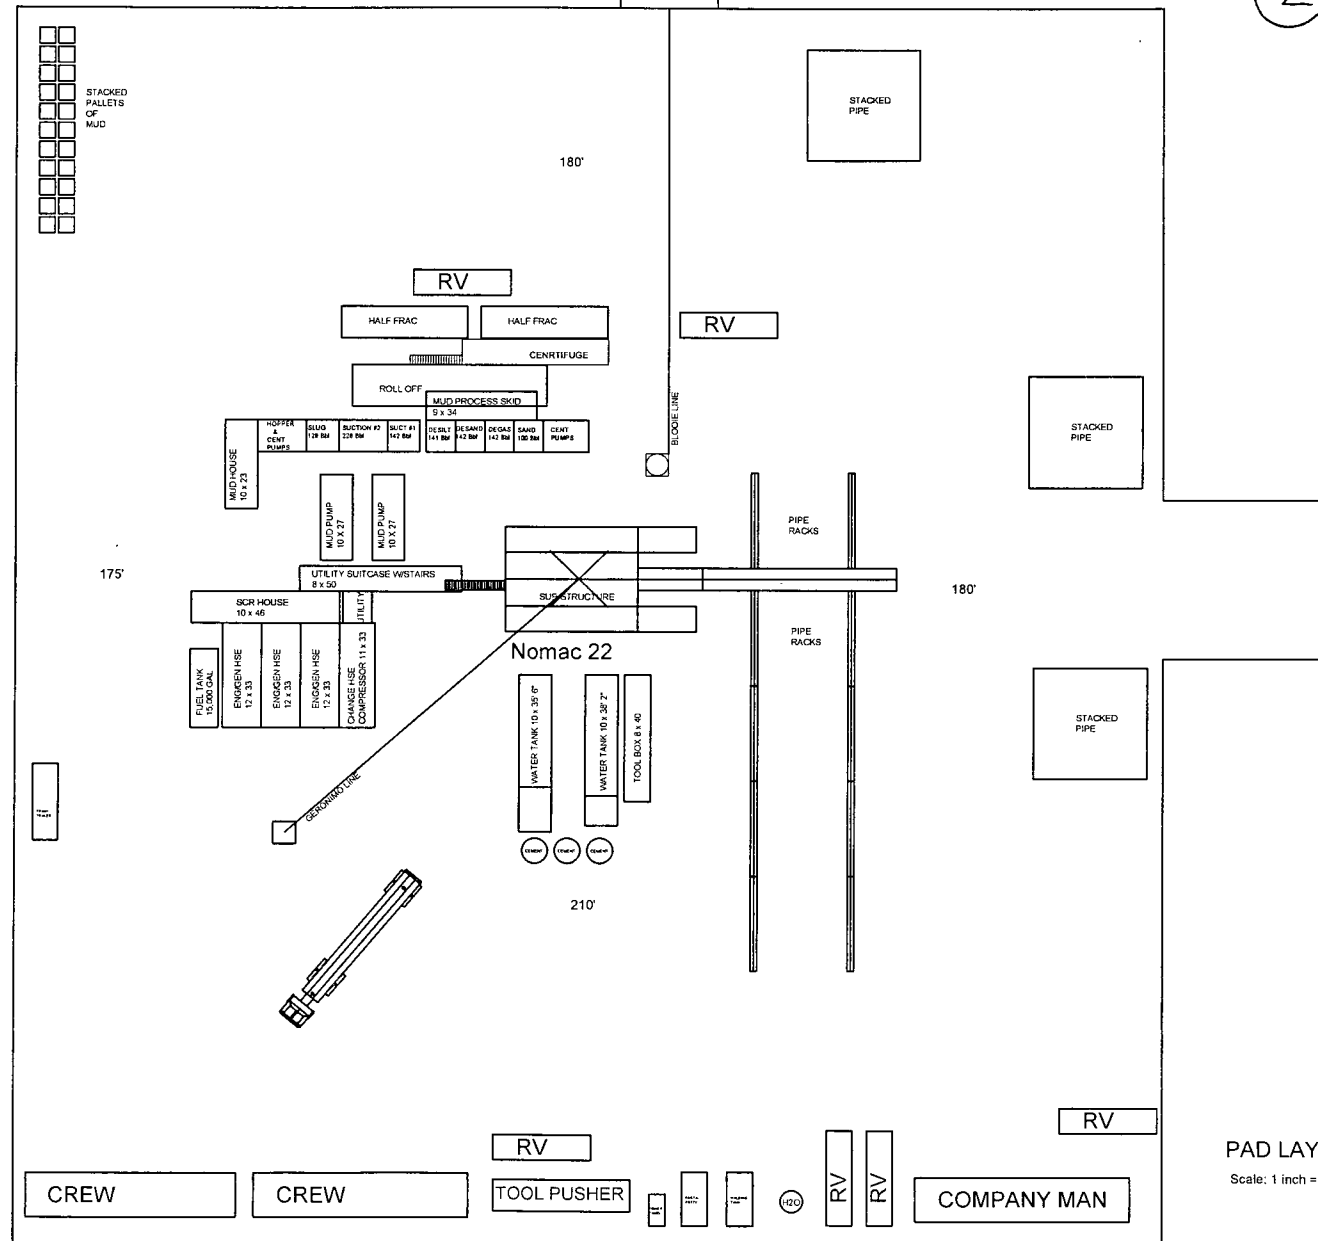 2
STACKED
PALLETS
OF
MUD
STACKED
PIPE
180'
RV
HALF FRAC
HALF FRAC
RV
CENRTIFUGE
ROLL OFF
MUD PROCESS SKID
9 x 34
BLOOIE LINE
STACKED
PIPE
HOPPER
&
CENT
PUMPS
SLUG
128 Bbl
SUCTION #2
228 Bbl
SUCT #1
142 Bbl
DESILT
141 Bbl
DESAND
142 Bbl
DEGAS
142 Bbl
SAND
100 Bbl
CENT
PUMPS
MUD HOUSE
10 x 23
MUD PUMP
10 X 27
MUD PUMP
10 X 27
PIPE
RACKS
175'
UTILITY SUITCASE W/STAIRS
8 x 50
180'
SCR HOUSE
10 x 46
UTILITY
SUB STRUCTURE
PIPE
RACKS
Nomac 22
FUEL TANK
15,000 GAL
ENG/GEN HSE
12 x 33
ENG/GEN HSE
12 x 33
ENG/GEN HSE
12 x 33
CHANGE HSE
COMPRESSOR 11 x 33
WATER TANK 10 x 35' 6"
WATER TANK 10 x 38' 2"
TOOL BOX 8 x 40
STACKED
PIPE
GERONIMO LINE
CEMENT
CEMENT
CEMENT
210'
RV
RV
PAD LAY
Scale: 1 inch =
CREW
CREW
TOOL PUSHER
H2O
RV
RV
COMPANY MAN